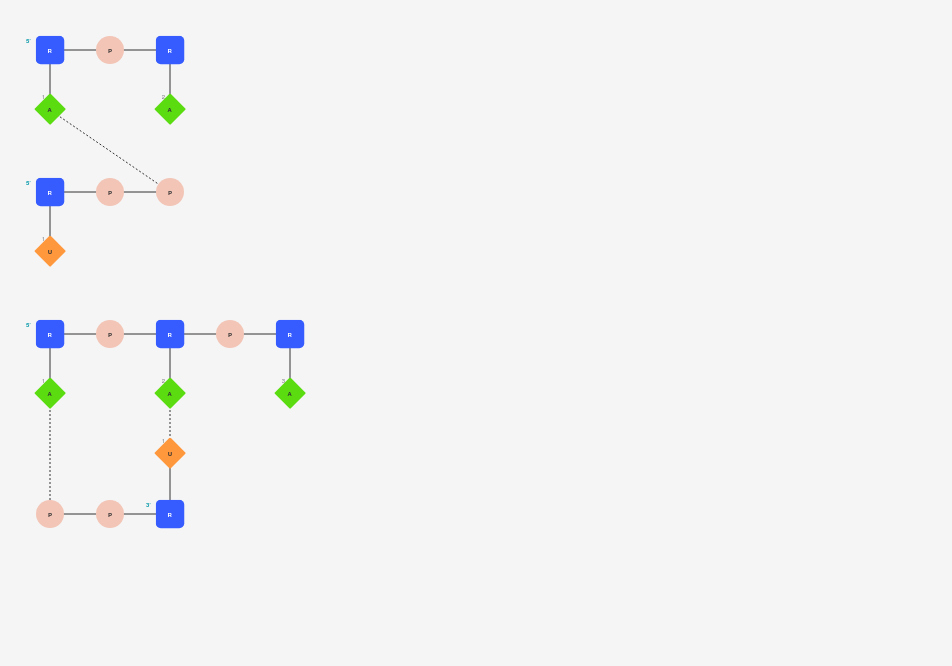 5' R P R
1 A 2 A
5' R P P
1 U
5' R P R P R
1 A 2 A 3 A
1 U
P P 3' R